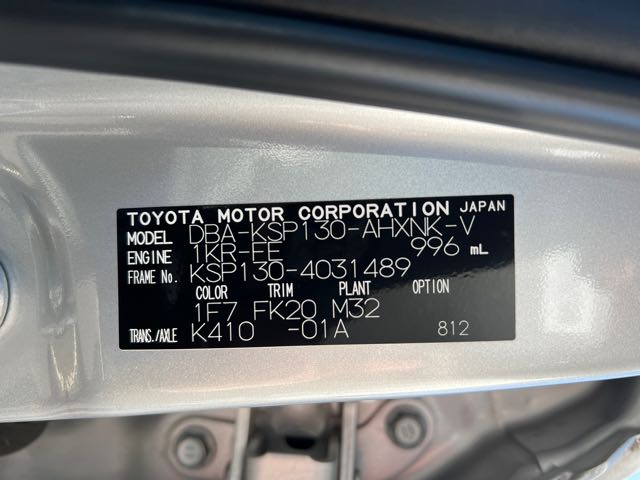 TOYOTA MOTOR CORPORATION JAPAN
MODEL DBA-KSP130-AHXNK-V
ENGINE 1KR-FE 996 mL
FRAME No. KSP130-4031489
COLOR TRIM PLANT OPTION
1F7 FK20 M32
TRANS./AXLE K410 -01A 812